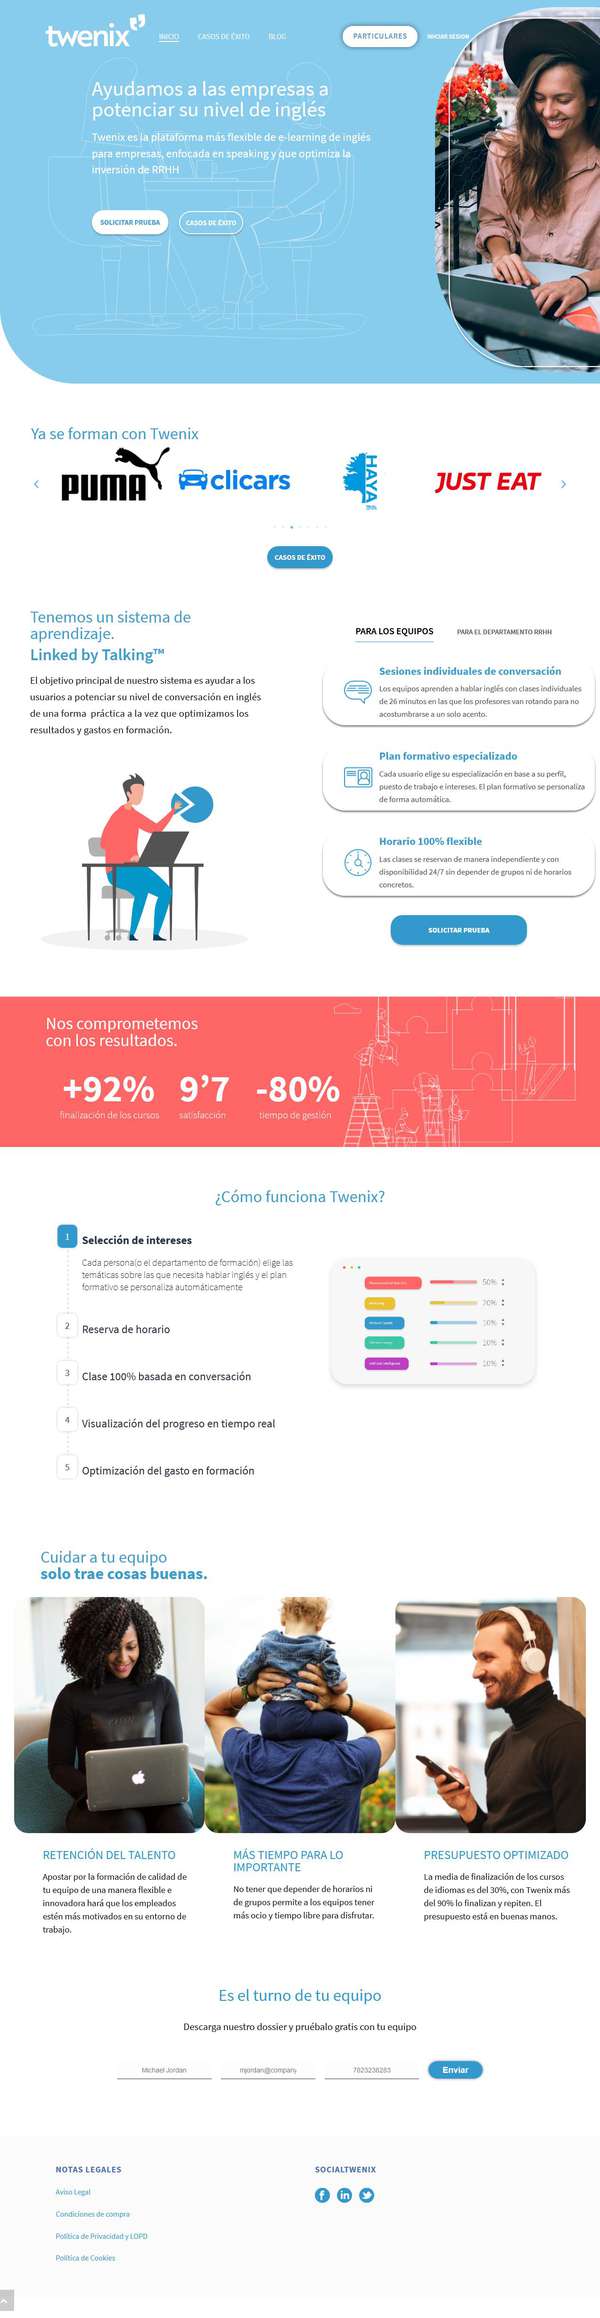 twenix
INICIO
CASOS DE ÉXITO
BLOG
PARTICULARES
INICIAR SESION
Ayudamos a las empresas a
potenciar su nivel de inglés
Twenix es la plataforma más flexible de e-learning de inglés
para empresas, enfocada en speaking y que optimiza la
inversión de RRHH
SOLICITAR PRUEBA
CASOS DE ÉXITO
Ya se forman con Twenix
PUMA
clicars
HAYA
JUST EAT
CASOS DE ÉXITO
Tenemos un sistema de
aprendizaje.
Linked by Talking™
El objetivo principal de nuestro sistema es ayudar a los
usuarios a potenciar su nivel de conversación en inglés
de una forma práctica a la vez que optimizamos los
resultados y gastos en formación.
PARA LOS EQUIPOS
PARA EL DEPARTAMENTO RRHH
Sesiones individuales de conversación
Los equipos aprenden a hablar inglés con clases individuales
de 26 minutos en las que los profesores van rotando para no
acostumbrarse a un solo acento.
Plan formativo especializado
Cada usuario elige su especialización en base a su perfil,
puesto de trabajo e intereses. El plan formativo se personaliza
de forma automática.
Horario 100% flexible
Las clases se reservan de manera independiente y con
disponibilidad 24/7 sin depender de grupos ni de horarios
concretos.
SOLICITAR PRUEBA
Nos comprometemos
con los resultados.
+92%
finalización de los cursos
9’7
satisfacción
-80%
tiempo de gestión
¿Cómo funciona Twenix?
1 Selección de intereses
Cada persona(o el departamento de formación) elige las
temáticas sobre las que necesita hablar inglés y el plan
formativo se personaliza automáticamente
2 Reserva de horario
3 Clase 100% basada en conversación
4 Visualización del progreso en tiempo real
5 Optimización del gasto en formación
50%
20%
10%
10%
10%
Cuidar a tu equipo
solo trae cosas buenas.
RETENCIÓN DEL TALENTO
Apostar por la formación de calidad de
tu equipo de una manera flexible e
innovadora hará que los empleados
estén más motivados en su entorno de
trabajo.
MÁS TIEMPO PARA LO
IMPORTANTE
No tener que depender de horarios ni
de grupos permite a los equipos tener
más ocio y tiempo libre para disfrutar.
PRESUPUESTO OPTIMIZADO
La media de finalización de los cursos
de idiomas es del 30%, con Twenix más
del 90% lo finalizan y repiten. El
presupuesto está en buenas manos.
Es el turno de tu equipo
Descarga nuestro dossier y pruébalo gratis con tu equipo
Michael Jordan
mjordan@company
7823236283
Enviar
NOTAS LEGALES
Aviso Legal
Condiciones de compra
Política de Privacidad y LOPD
Política de Cookies
SOCIALTWENIX